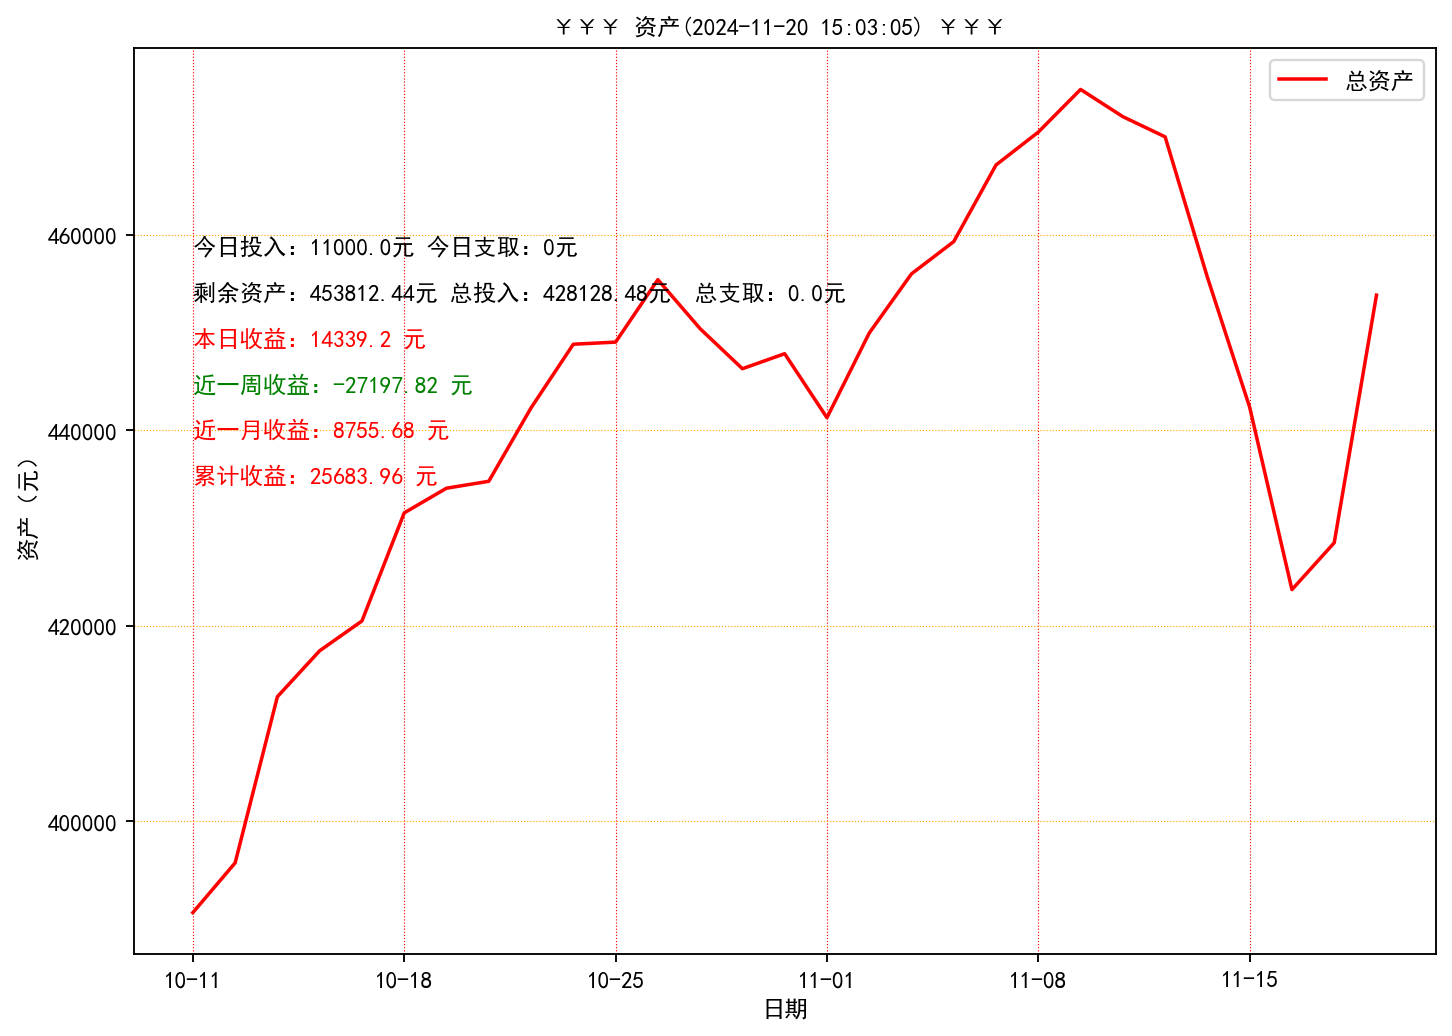 ￥￥￥ 资产(2024-11-20 15:03:05) ￥￥￥
总资产
460000
440000
420000
400000
资产（元）
今日投入：11000.0元 今日支取：0元
剩余资产：453812.44元 总投入：428128.48元  总支取：0.0元
本日收益：14339.2 元
近一周收益：-27197.82 元
近一月收益：8755.68 元
累计收益：25683.96 元
10-11
10-18
10-25
11-01
11-08
11-15
日期